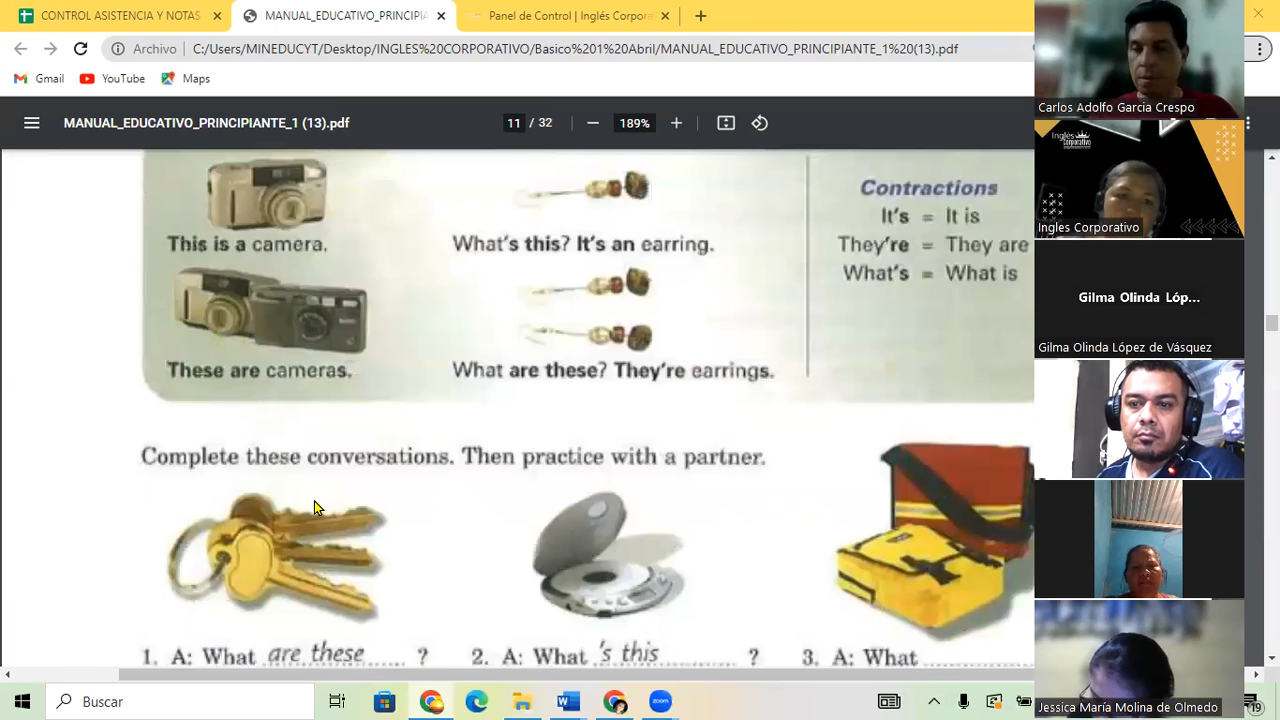 CONTROL ASISTENCIA Y NOTAS
MANUAL_EDUCATIVO_PRINCIPIA
Panel de Control | Inglés Corpora
Archivo
C:/Users/MINEDUCYT/Desktop/INGLES%20CORPORATIVO/Basico%201%20Abril/MANUAL_EDUCATIVO_PRINCIPIANTE_1%20(13).pdf
Gmail
YouTube
Maps
MANUAL_EDUCATIVO_PRINCIPIANTE_1 (13).pdf
11 / 32
189%
This is a camera.
What's this? It's an earring.
These are cameras.
What are these? They're earrings.
Contractions
It's = It is
They're = They are
What's = What is
Complete these conversations. Then practice with a partner.
1. A: What are these ?
2. A: What 's this ?
3. A: What
Carlos Adolfo Garcia Crespo
Inglés Corporativo
Ingles Corporativo
Gilma Olinda Lóp...
Gilma Olinda López de Vásquez
Jessica María Molina de Olmedo
Buscar
zoom
19